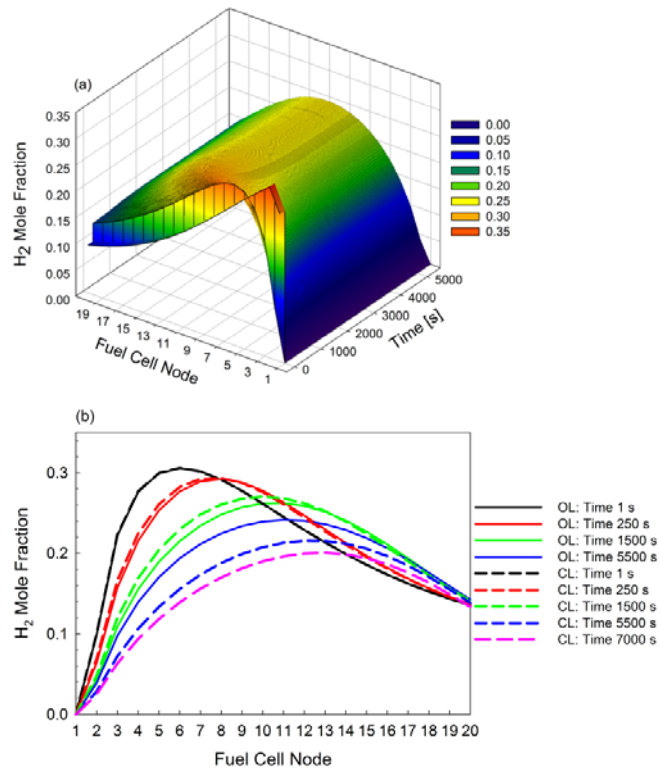 (a)
0.35
0.30
0.25
0.20
0.15
0.10
0.05
0.00
H2 Mole Fraction
19 17 15 13 11 9 7 5 3 1
Fuel Cell Node
0 1000 2000 3000 4000 5000
Time [s]
0.00
0.05
0.10
0.15
0.20
0.25
0.30
0.35
(b)
0.3
0.2
0.1
0.0
H2 Mole Fraction
1 2 3 4 5 6 7 8 9 10 11 12 13 14 15 16 17 18 19 20
Fuel Cell Node
OL: Time 1 s
OL: Time 250 s
OL: Time 1500 s
OL: Time 5500 s
CL: Time 1 s
CL: Time 250 s
CL: Time 1500 s
CL: Time 5500 s
CL: Time 7000 s